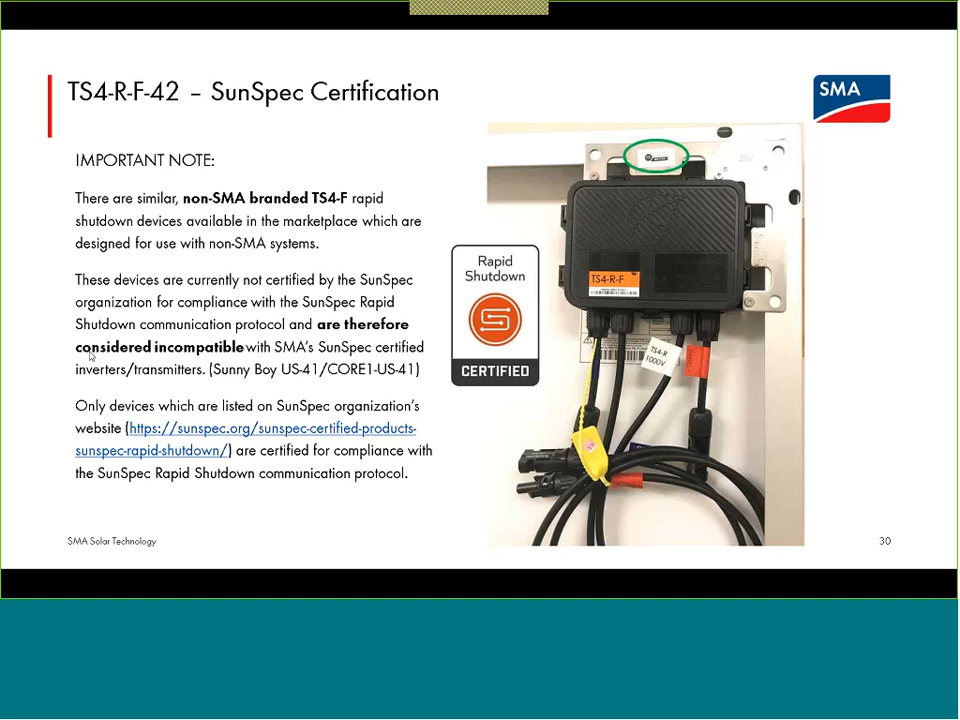 TS4-R-F-42 – SunSpec Certification
SMA
IMPORTANT NOTE:
There are similar, non-SMA branded TS4-F rapid
shutdown devices available in the marketplace which are
designed for use with non-SMA systems.
These devices are currently not certified by the SunSpec
organization for compliance with the SunSpec Rapid
Shutdown communication protocol and are therefore
considered incompatible with SMA's SunSpec certified
inverters/transmitters. (Sunny Boy US-41/CORE1-US-41)
Only devices which are listed on SunSpec organization's
website (https://sunspec.org/sunspec-certified-products-
sunspec-rapid-shutdown/) are certified for compliance with
the SunSpec Rapid Shutdown communication protocol.
Rapid
Shutdown
CERTIFIED
TS4-R-F
TS4-R
1000V
SMA Solar Technology
30